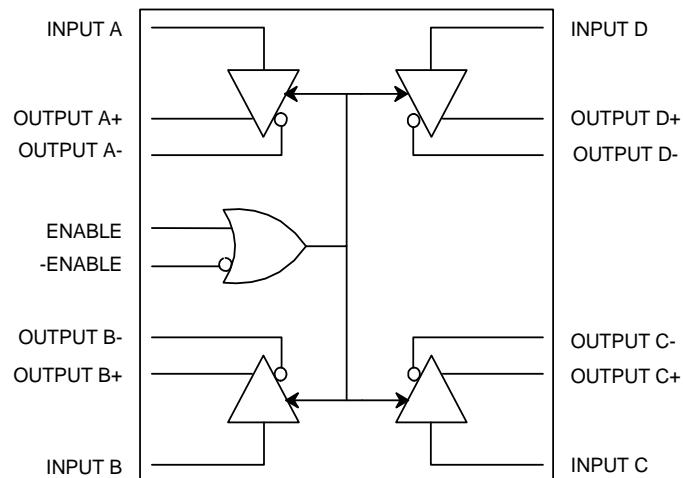 INPUT A
INPUT D
OUTPUT A+
OUTPUT D+
OUTPUT A-
OUTPUT D-
ENABLE
-ENABLE
OUTPUT B-
OUTPUT C-
OUTPUT B+
OUTPUT C+
INPUT B
INPUT C